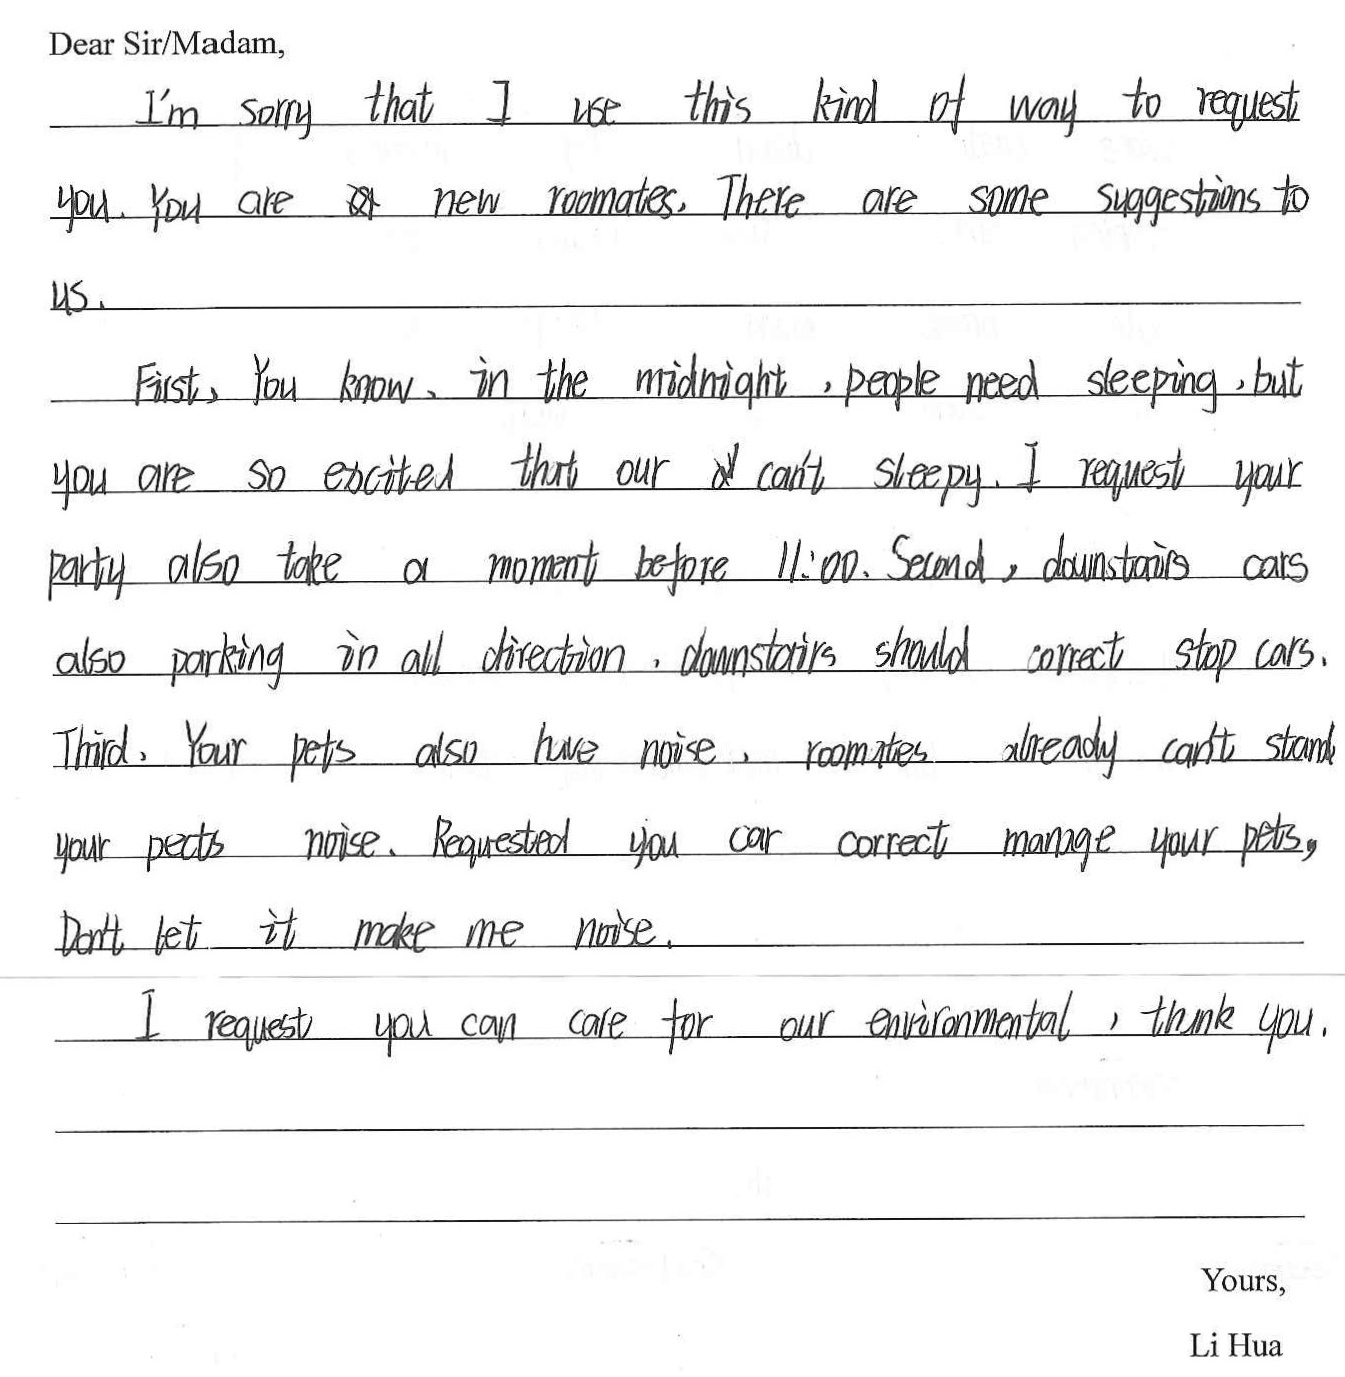 Dear Sir/Madam,
I'm sorry that I use this kind of way to request
you. You are new roomates. There are some suggestions to
us.
First, You know, in the midnight, people need sleeping, but
you are so excited that our can't sleepy. I request your
party also take a moment before 11:00. Second, downstairs cars
also parking in all direction, downstairs should correct stop cars.
Third, Your pets also have noise, roomates already can't stand
your pects noise. Requested you car correct manage your pets,
Don't let it make me noise.
I request you can care for our environmental, thank you.
Yours,
Li Hua